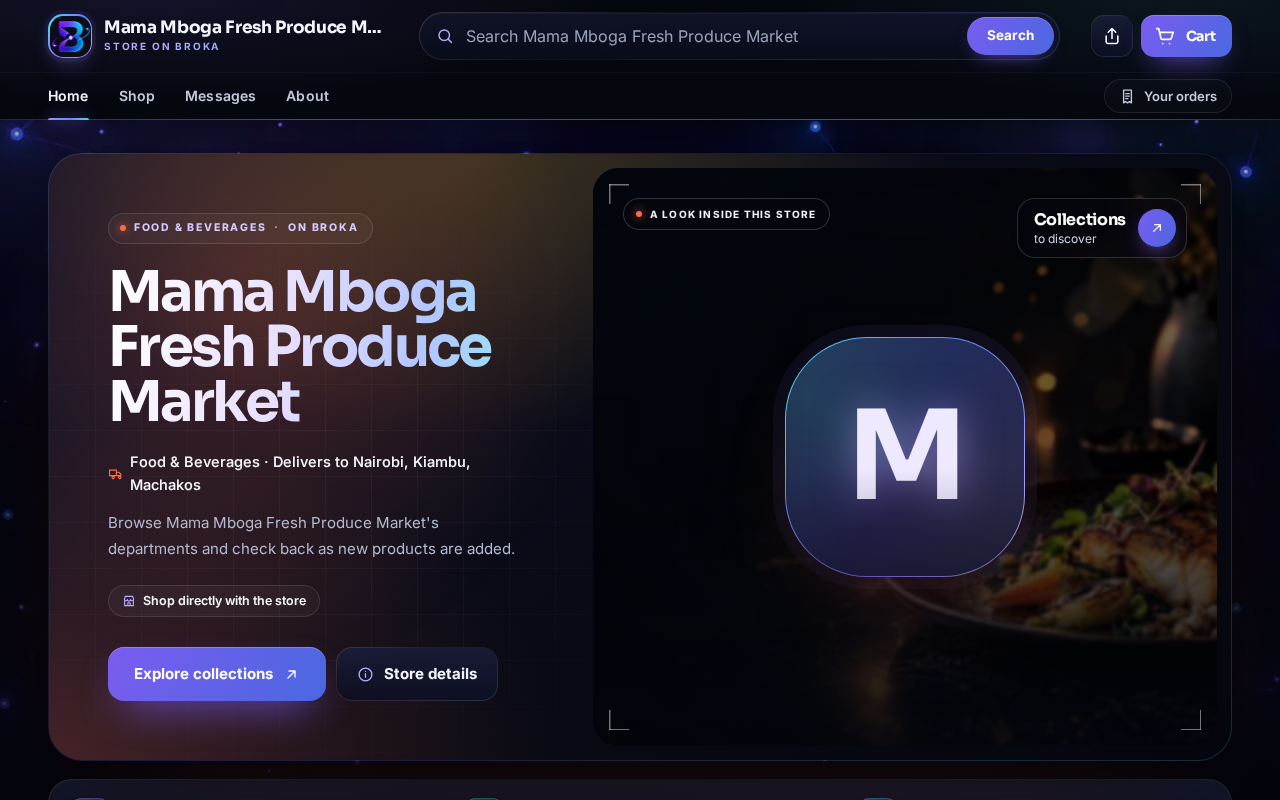 Mama Mboga Fresh Produce M...
STORE ON BROKA
Search Mama Mboga Fresh Produce Market
Search
Cart
Home
Shop
Messages
About
Your orders
FOOD & BEVERAGES · ON BROKA
Mama Mboga
Fresh Produce
Market
Food & Beverages · Delivers to Nairobi, Kiambu,
Machakos
Browse Mama Mboga Fresh Produce Market's
departments and check back as new products are added.
Shop directly with the store
Explore collections
Store details
A LOOK INSIDE THIS STORE
Collections
to discover
M